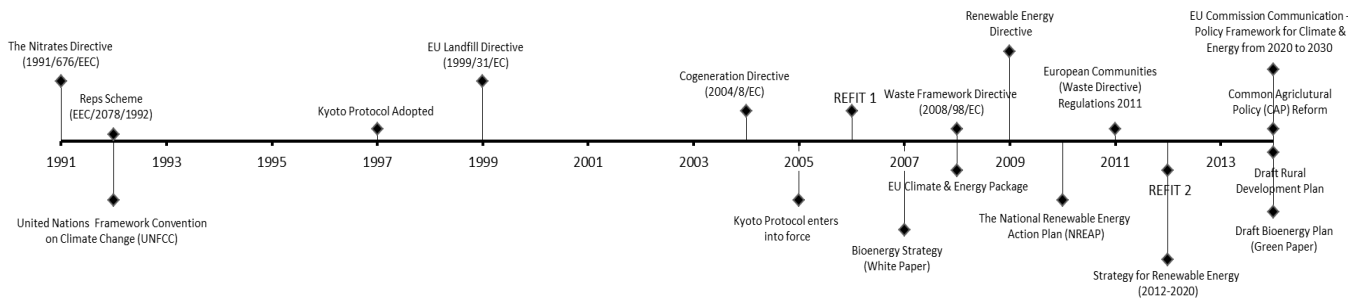 The Nitrates Directive
(1991/676/EEC)
Reps Scheme
(EEC/2078/1992)
Kyoto Protocol Adopted
EU Landfill Directive
(1999/31/EC)
Cogeneration Directive
(2004/8/EC)
REFIT 1
Waste Framework Directive
(2008/98/EC)
Renewable Energy
Directive
European Communities
(Waste Directive)
Regulations 2011
EU Commission Communication -
Policy Framework for Climate &
Energy from 2020 to 2030
Common Agriclutural
Policy (CAP) Reform
1991 1993 1995 1997 1999 2001 2003 2005 2007 2009 2011 2013
United Nations Framework Convention
on Climate Change (UNFCC)
Kyoto Protocol enters
into force
Bioenergy Strategy
(White Paper)
EU Climate & Energy Package
The National Renewable Energy
Action Plan (NREAP)
REFIT 2
Strategy for Renewable Energy
(2012-2020)
Draft Rural
Development Plan
Draft Bioenergy Plan
(Green Paper)